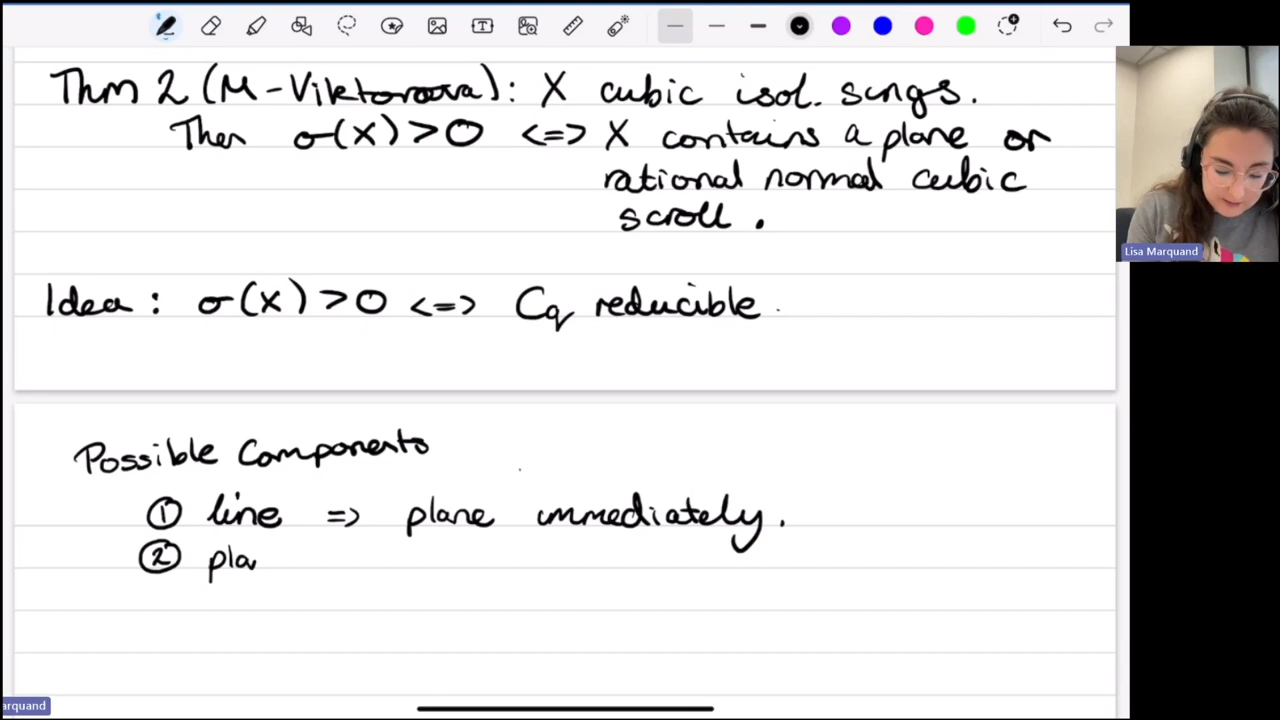 Thm 2 (M-Viktorova): X cubic isol. sings.
Then σ(X) > 0 <=> X contains a plane or
rational normal cubic
scroll.
Idea: σ(X) > 0 <=> Cq reducible.
Possible Components
① line => plane immediately.
② pla
Lisa Marquand
arquand